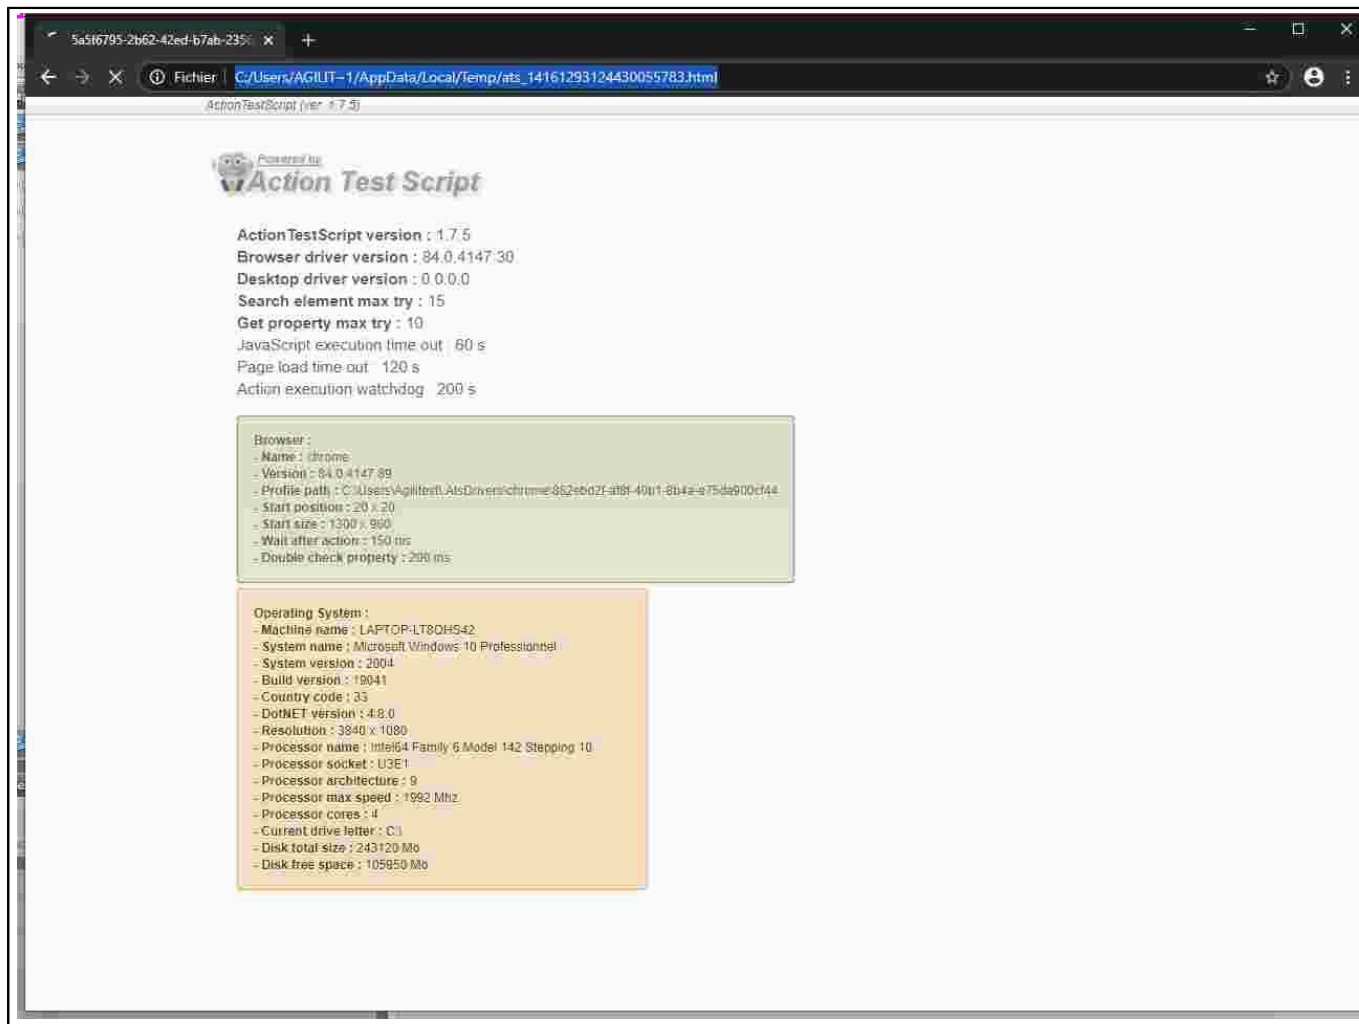 5a5f6795-2b62-42ed-b7ab-235
Fichier C:/Users/AGILIT~1/AppData/Local/Temp/ats_14161293124430055783.html
ActionTestScript (ver. 1.7.5)
Powered by
Action Test Script
ActionTestScript version : 1.7.5
Browser driver version : 84.0.4147.30
Desktop driver version : 0.0.0.0
Search element max try : 15
Get property max try : 10
JavaScript execution time out 60 s
Page load time out 120 s
Action execution watchdog 200 s
Browser :
- Name : chrome
- Version : 84.0.4147.89
- Profile path :
- Start position : 20 x 20
- Start size : 1300 x 960
- Wait after action : 150 ms
- Double check property : 200 ms
Operating System :
- Machine name :
- System name : Microsoft Windows 10 Professionnel
- System version : 2004
- Build version : 19041
- Country code : 33
- DotNET version : 4.8.0
- Resolution : 3840 x 1080
- Processor name : Intel64 Family 6 Model 142 Stepping 10
- Processor socket : U3E1
- Processor architecture : 9
- Processor max speed : 1992 Mhz
- Processor cores : 4
- Current drive letter : C:\
- Disk total size : 243120 Mo
- Disk free space : 105950 Mo